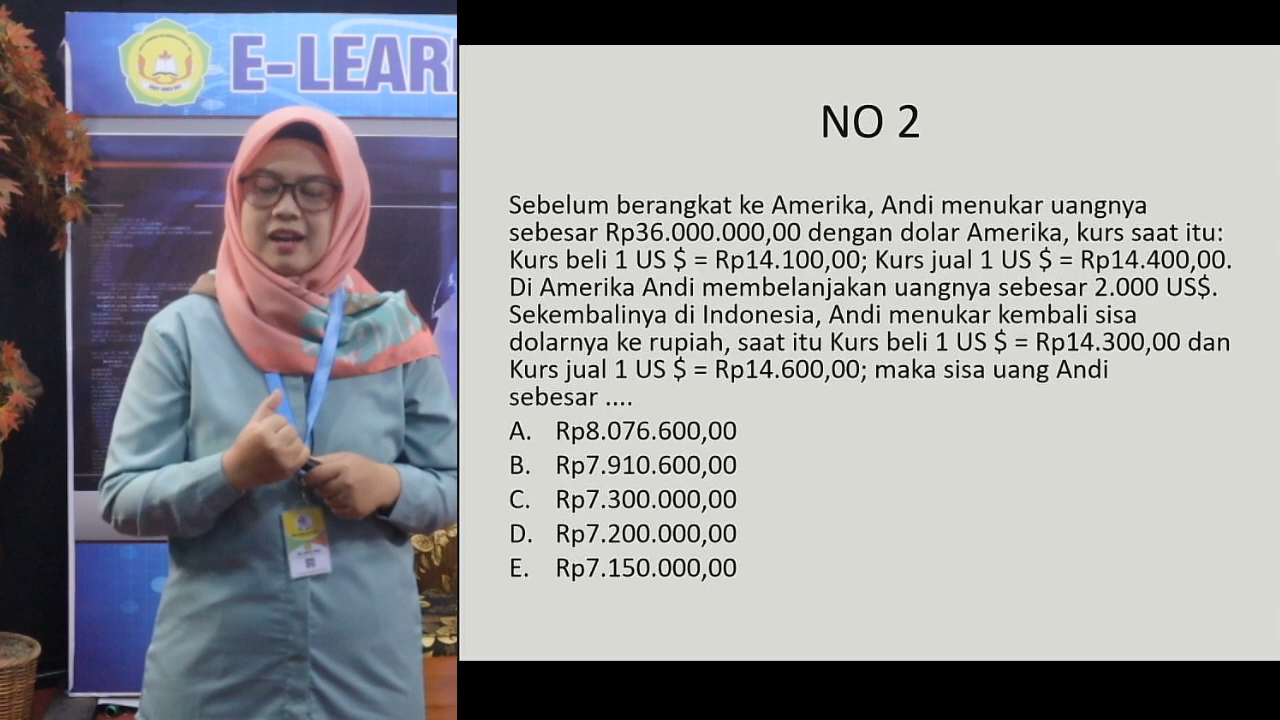 E-LEAR
NO 2
Sebelum berangkat ke Amerika, Andi menukar uangnya
sebesar Rp36.000.000,00 dengan dolar Amerika, kurs saat itu:
Kurs beli 1 US $ = Rp14.100,00; Kurs jual 1 US $ = Rp14.400,00.
Di Amerika Andi membelanjakan uangnya sebesar 2.000 US$.
Sekembalinya di Indonesia, Andi menukar kembali sisa
dolarnya ke rupiah, saat itu Kurs beli 1 US $ = Rp14.300,00 dan
Kurs jual 1 US $ = Rp14.600,00; maka sisa uang Andi
sebesar ....
A. Rp8.076.600,00
B. Rp7.910.600,00
C. Rp7.300.000,00
D. Rp7.200.000,00
E. Rp7.150.000,00